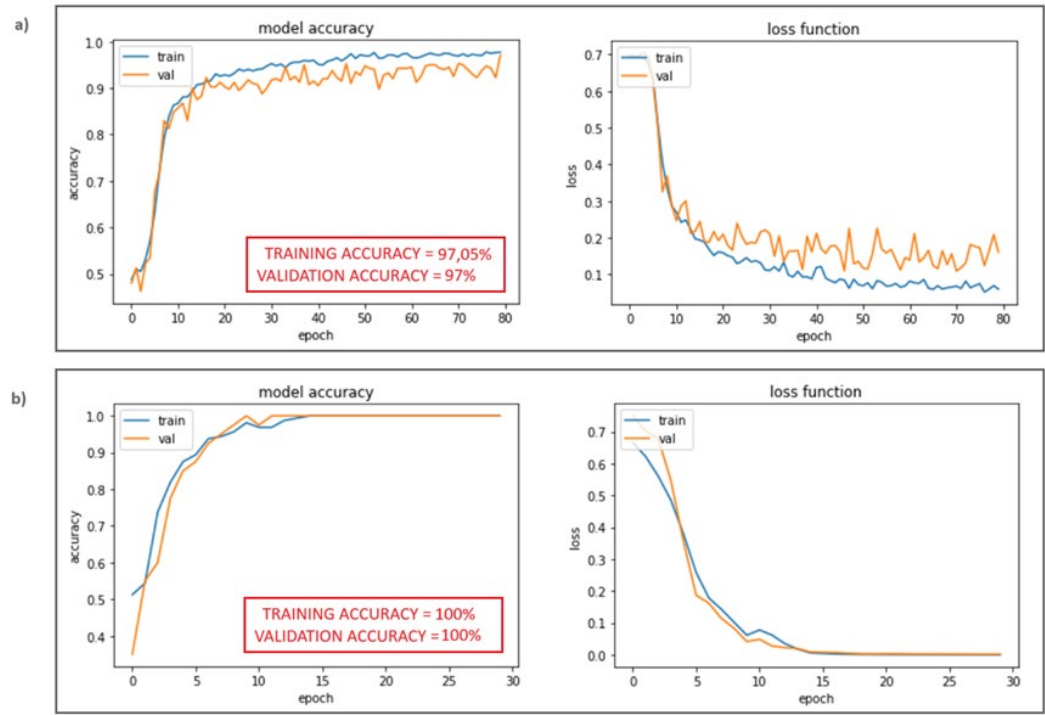 a)
model accuracy
1.0
0.9
0.8
0.7
0.6
0.5
accuracy
train
val
TRAINING ACCURACY = 97,05%
VALIDATION ACCURACY = 97%
0 10 20 30 40 50 60 70 80
epoch
loss function
0.7
0.6
0.5
0.4
0.3
0.2
0.1
loss
train
val
0 10 20 30 40 50 60 70 80
epoch
b)
model accuracy
1.0
0.9
0.8
0.7
0.6
0.5
0.4
accuracy
train
val
TRAINING ACCURACY = 100%
VALIDATION ACCURACY = 100%
0 5 10 15 20 25 30
epoch
loss function
0.7
0.6
0.5
0.4
0.3
0.2
0.1
0.0
loss
train
val
0 5 10 15 20 25 30
epoch